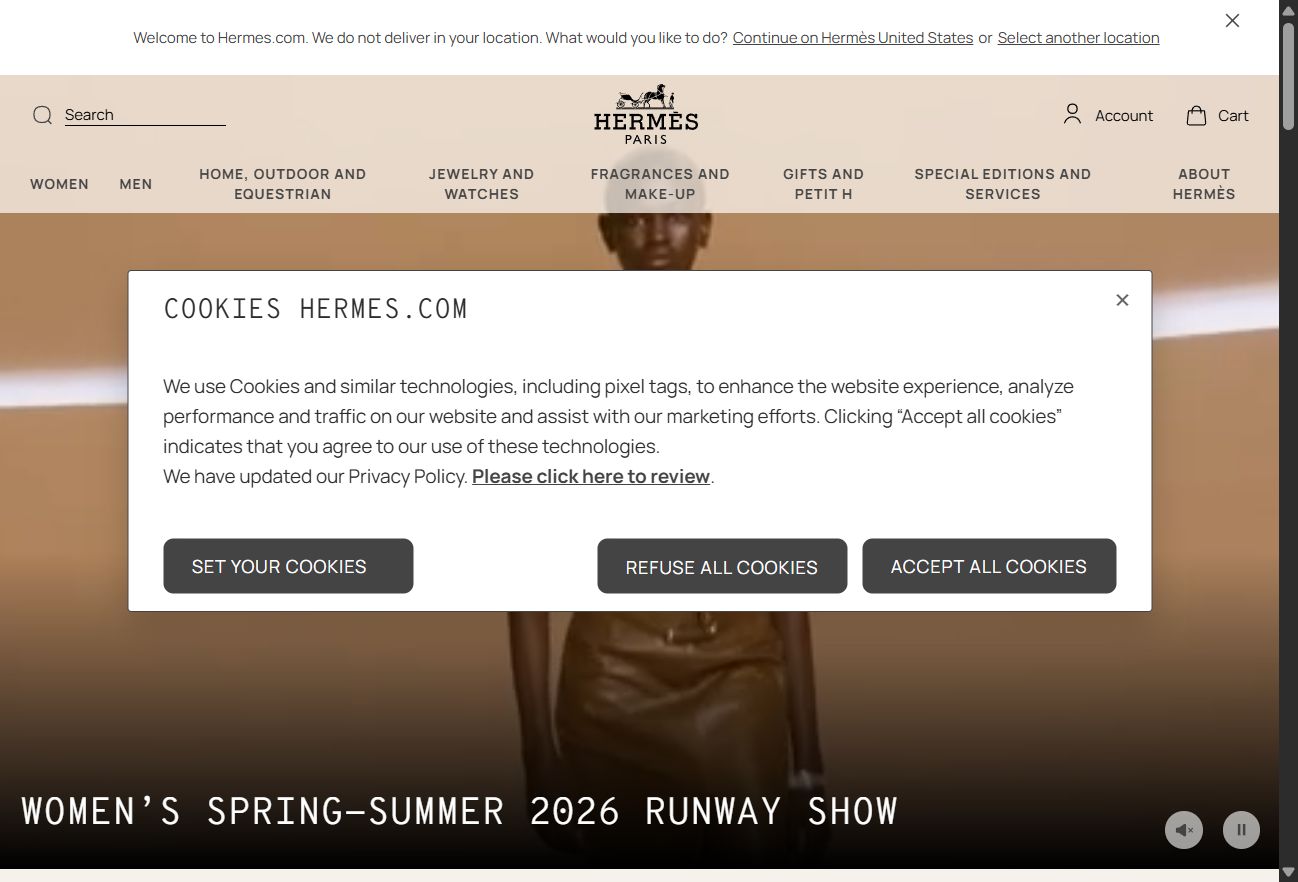 Welcome to Hermes.com. We do not deliver in your location. What would you like to do? Continue on Hermès United States or Select another location
Search
HERMÈS
PARIS
Account
Cart
WOMEN
MEN
HOME, OUTDOOR AND
EQUESTRIAN
JEWELRY AND
WATCHES
FRAGRANCES AND
MAKE-UP
GIFTS AND
PETIT H
SPECIAL EDITIONS AND
SERVICES
ABOUT
HERMÈS
COOKIES HERMES.COM
We use Cookies and similar technologies, including pixel tags, to enhance the website experience, analyze
performance and traffic on our website and assist with our marketing efforts. Clicking “Accept all cookies”
indicates that you agree to our use of these technologies.
We have updated our Privacy Policy. Please click here to review.
SET YOUR COOKIES
REFUSE ALL COOKIES
ACCEPT ALL COOKIES
WOMEN’S SPRING–SUMMER 2026 RUNWAY SHOW